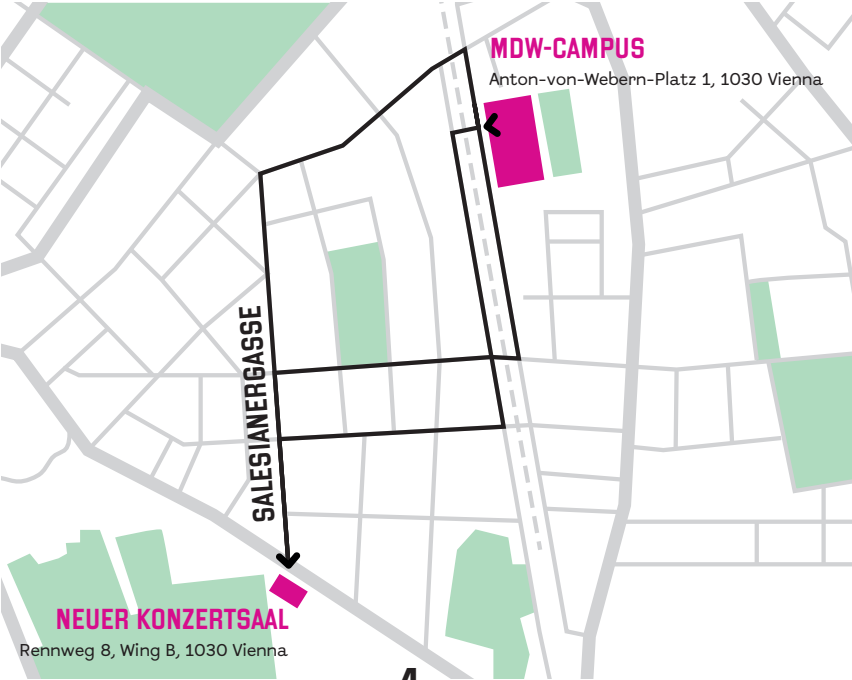 MDW-CAMPUS
Anton-von-Webern-Platz 1, 1030 Vienna
SALESIANERGASSE
NEUER KONZERTSAAL
Rennweg 8, Wing B, 1030 Vienna